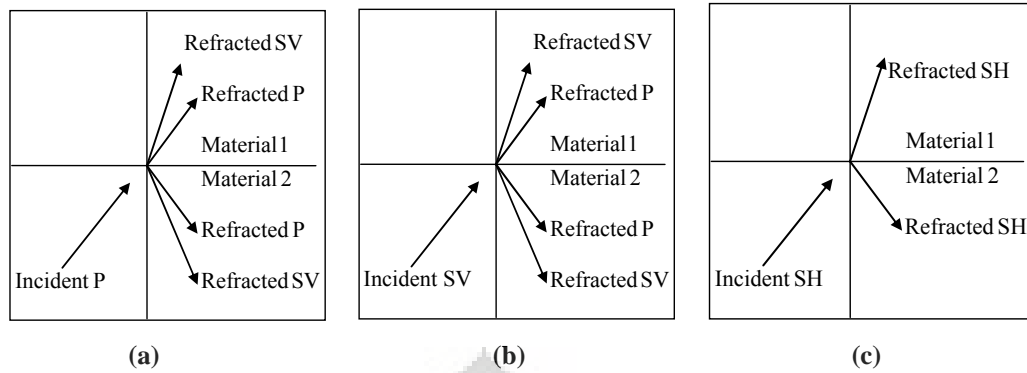 Refracted SV
Refracted P
Material 1
Material 2
Refracted P
Incident P
Refracted SV
(a)
Refracted SV
Refracted P
Material 1
Material 2
Refracted P
Incident SV
Refracted SV
(b)
Refracted SH
Material 1
Material 2
Refracted SH
Incident SH
(c)